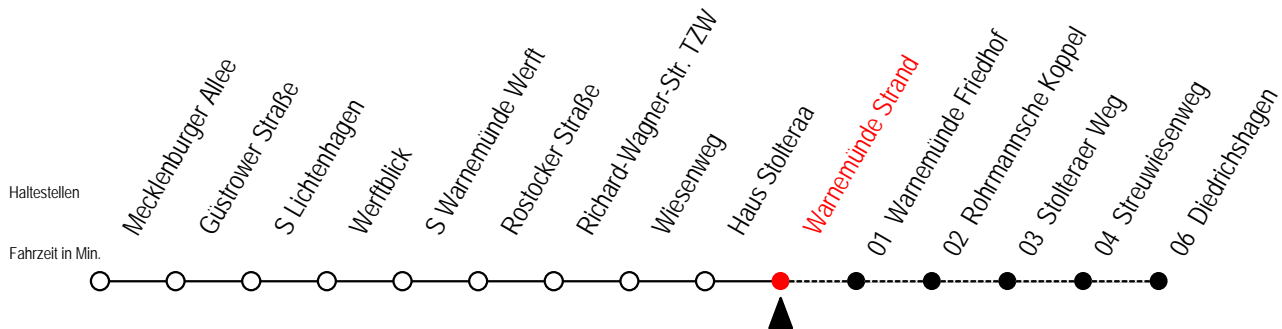 Haltestellen
Fahrzeit in Min.
Mecklenburger Allee
Güstrower Straße
S Lichtenhagen
Werftblick
S Warnemünde Werft
Rostocker Straße
Richard-Wagner-Str. TZW
Wiesenweg
Haus Stolteraa
Warnemünde Strand
01 Warnemünde Friedhof
02 Rohrmannsche Koppel
03 Stolteraer Weg
04 Streuwiesenweg
06 Diedrichshagen